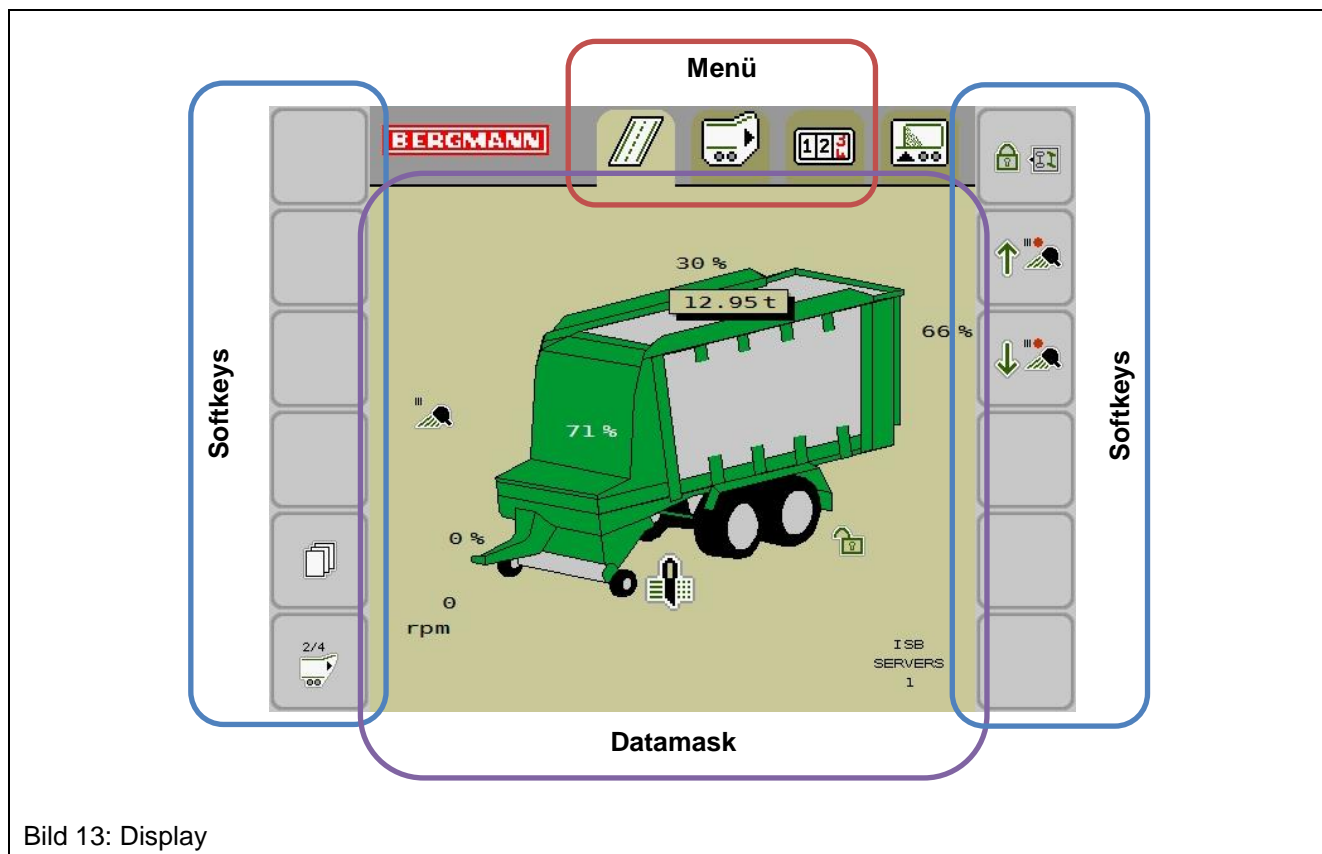 Menü
BERGMANN
123
30 %
12.95 t
66 %
Softkeys
Softkeys
71 %
0 %
0
rpm
2/4
ISB
SERVERS
1
Datamask
Bild 13: Display